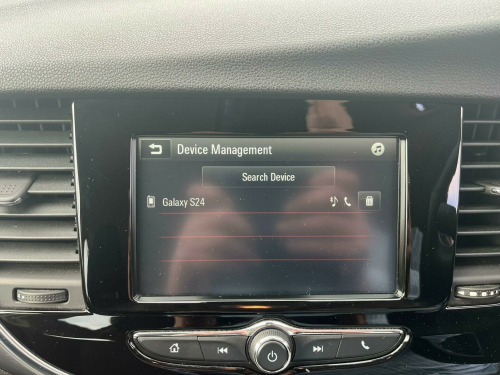 Device Management
Search Device
Galaxy S24